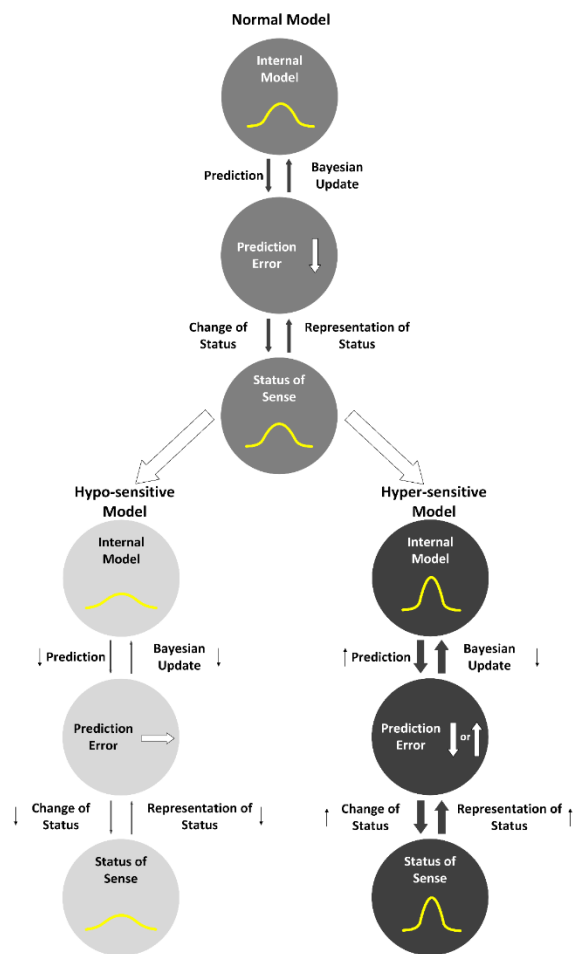 Normal Model
Internal
Model
Prediction
Bayesian
Update
Prediction
Error
Change of
Status
Representation of
Status
Status of
Sense
Hypo-sensitive
Model
Internal
Model
Prediction
Bayesian
Update
Prediction
Error
Change of
Status
Representation of
Status
Status of
Sense
Hyper-sensitive
Model
Internal
Model
Prediction
Bayesian
Update
Prediction
Error
or
Change of
Status
Representation of
Status
Status of
Sense